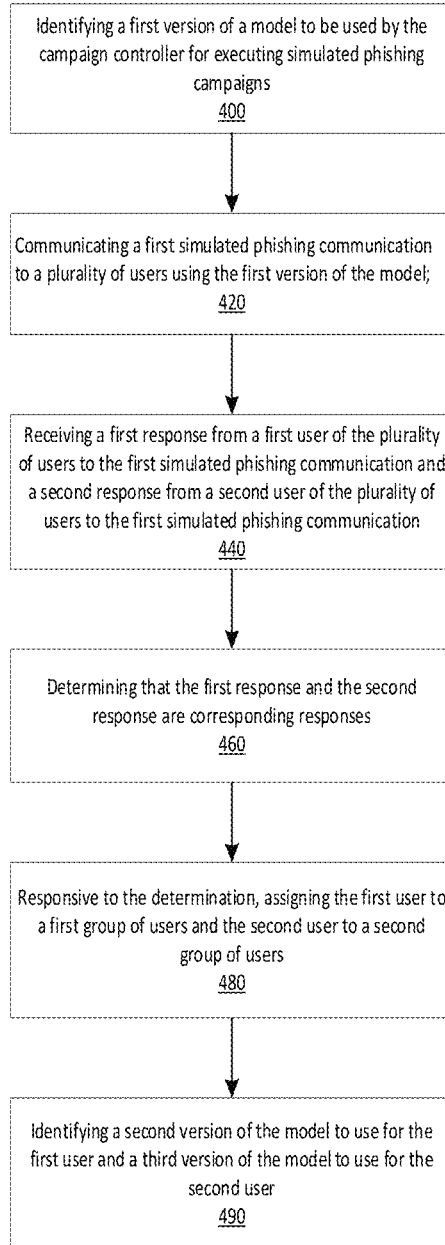 Identifying a first version of a model to be used by the
campaign controller for executing simulated phishing
campaigns
400
Communicating a first simulated phishing communication
to a plurality of users using the first version of the model;
420
Receiving a first response from a first user of the plurality
of users to the first simulated phishing communication and
a second response from a second user of the plurality of
users to the first simulated phishing communication
440
Determining that the first response and the second
response are corresponding responses
460
Responsive to the determination, assigning the first user to
a first group of users and the second user to a second
group of users
480
Identifying a second version of the model to use for the
first user and a third version of the model to use for the
second user
490